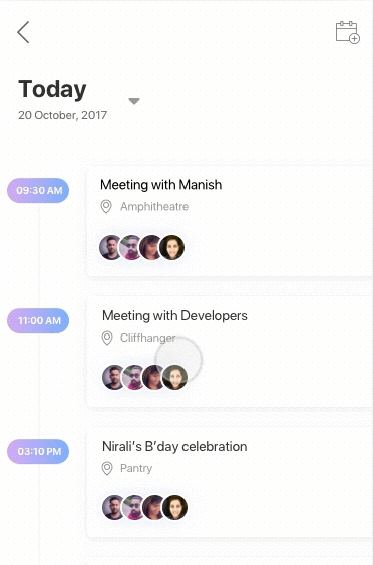 Today
20 October, 2017
09:30 AM
Meeting with Manish
Amphitheatre
11:00 AM
Meeting with Developers
Cliffhanger
03:10 PM
Nirali's B'day celebration
Pantry